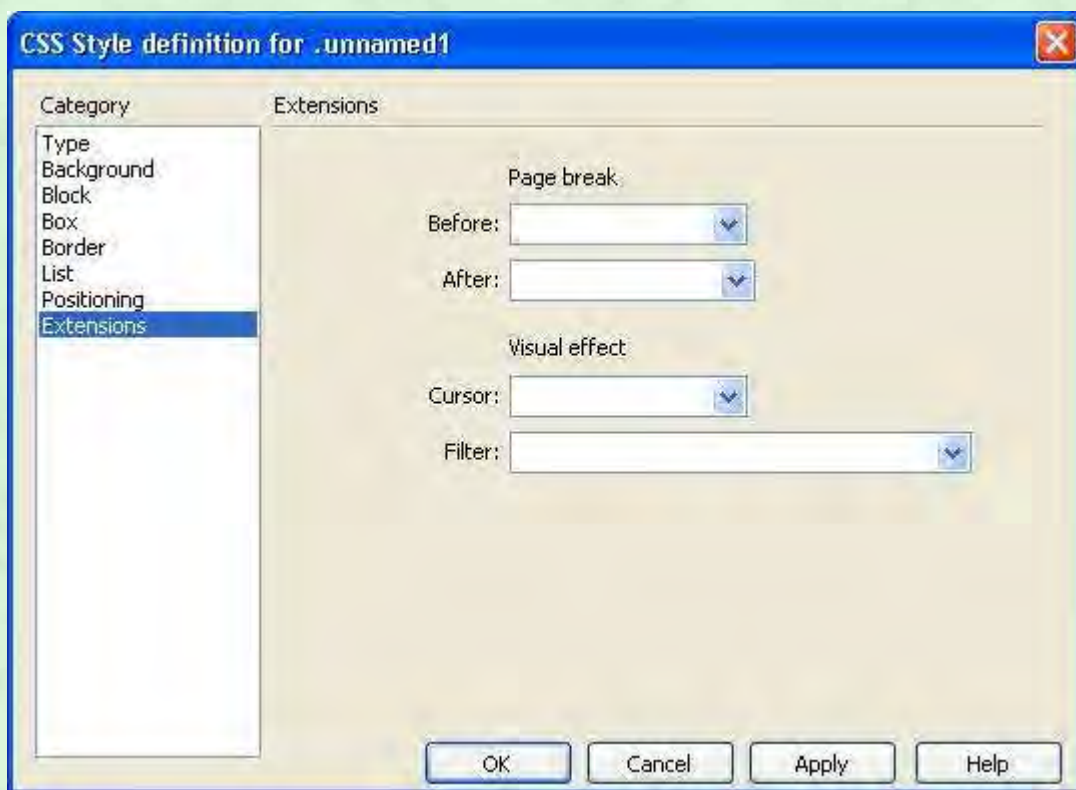 CSS Style definition for .unnamed1
Category
Type
Background
Block
Box
Border
List
Positioning
Extensions
Extensions
Page break
Before:
After:
Visual effect
Cursor:
Filter:
OK
Cancel
Apply
Help